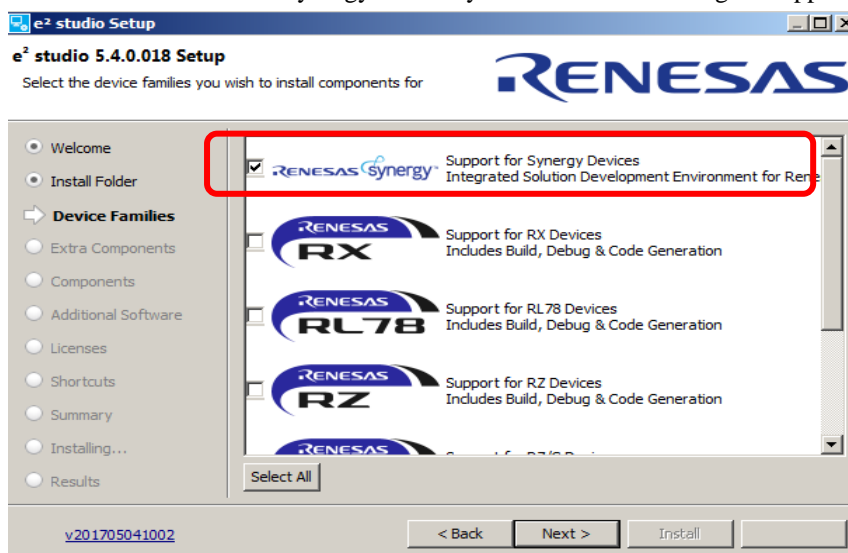 e² studio Setup
e² studio 5.4.0.018 Setup
Select the device families you wish to install components for
RENESAS
Welcome
Install Folder
Device Families
Extra Components
Components
Additional Software
Licenses
Shortcuts
Summary
Installing...
Results
RENESAS synergy™
Support for Synergy Devices
Integrated Solution Development Environment for Rene
RENESAS
RX
Support for RX Devices
Includes Build, Debug & Code Generation
RENESAS
RL78
Support for RL78 Devices
Includes Build, Debug & Code Generation
RENESAS
RZ
Support for RZ Devices
Includes Build, Debug & Code Generation
RENESAS
Select All
v201705041002
< Back
Next >
Install